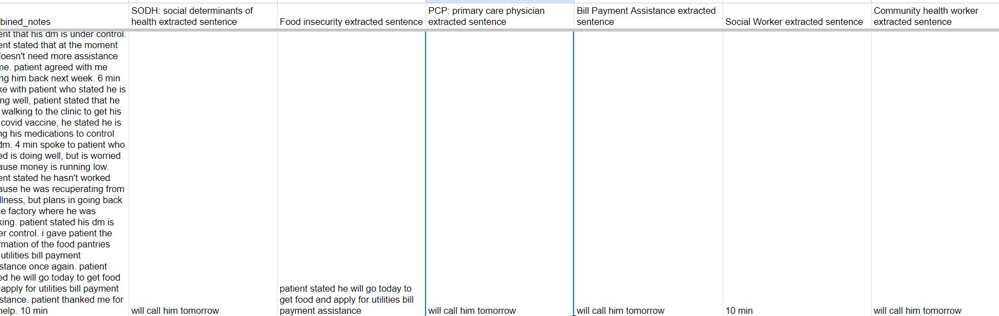 SODH: social determinants of
health extracted sentence
Food insecurity extracted sentence
PCP: primary care physician
extracted sentence
Bill Payment Assistance extracted
sentence
Social Worker extracted sentence
Community health worker
extracted sentence
bined_notes
ent that his dm is under control.
ent stated that at the moment
loesn't need more assistance
ne. patient agreed with me
ng him back next week. 6 min
ke with patient who stated he is
ng well, patient stated that he
walking to the clinic to get his
covid vaccine, he stated he is
ng his medications to control
dm. 4 min spoke to patient who
ed is doing well, but is worried
ause money is running low.
ent stated he hasn't worked
ause he was recuperating from
llness, but plans in going back
e factory where he was
king. patient stated his dm is
er control. i gave patient the
rmation of the food pantries
utilities bill payment
stance once again. patient
ed he will go today to get food
apply for utilities bill payment
stance. patient thanked me for
help. 10 min
will call him tomorrow
patient stated he will go today to
get food and apply for utilities bill
payment assistance
will call him tomorrow
will call him tomorrow
10 min
will call him tomorrow